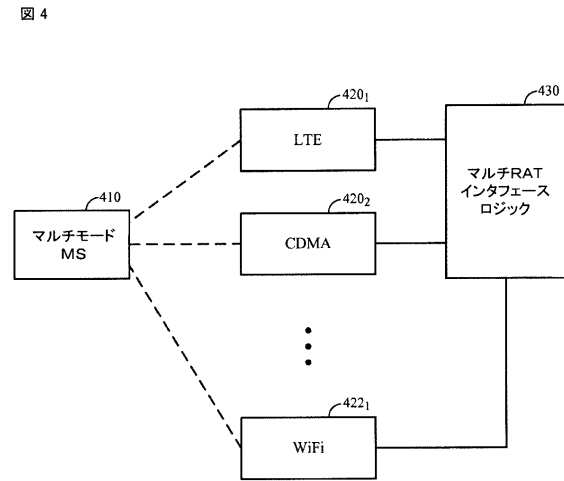 図 4
420₁
LTE
430
マルチRAT
インタフェース
ロジック
410
マルチモード
MS
420₂
CDMA
422₁
WiFi